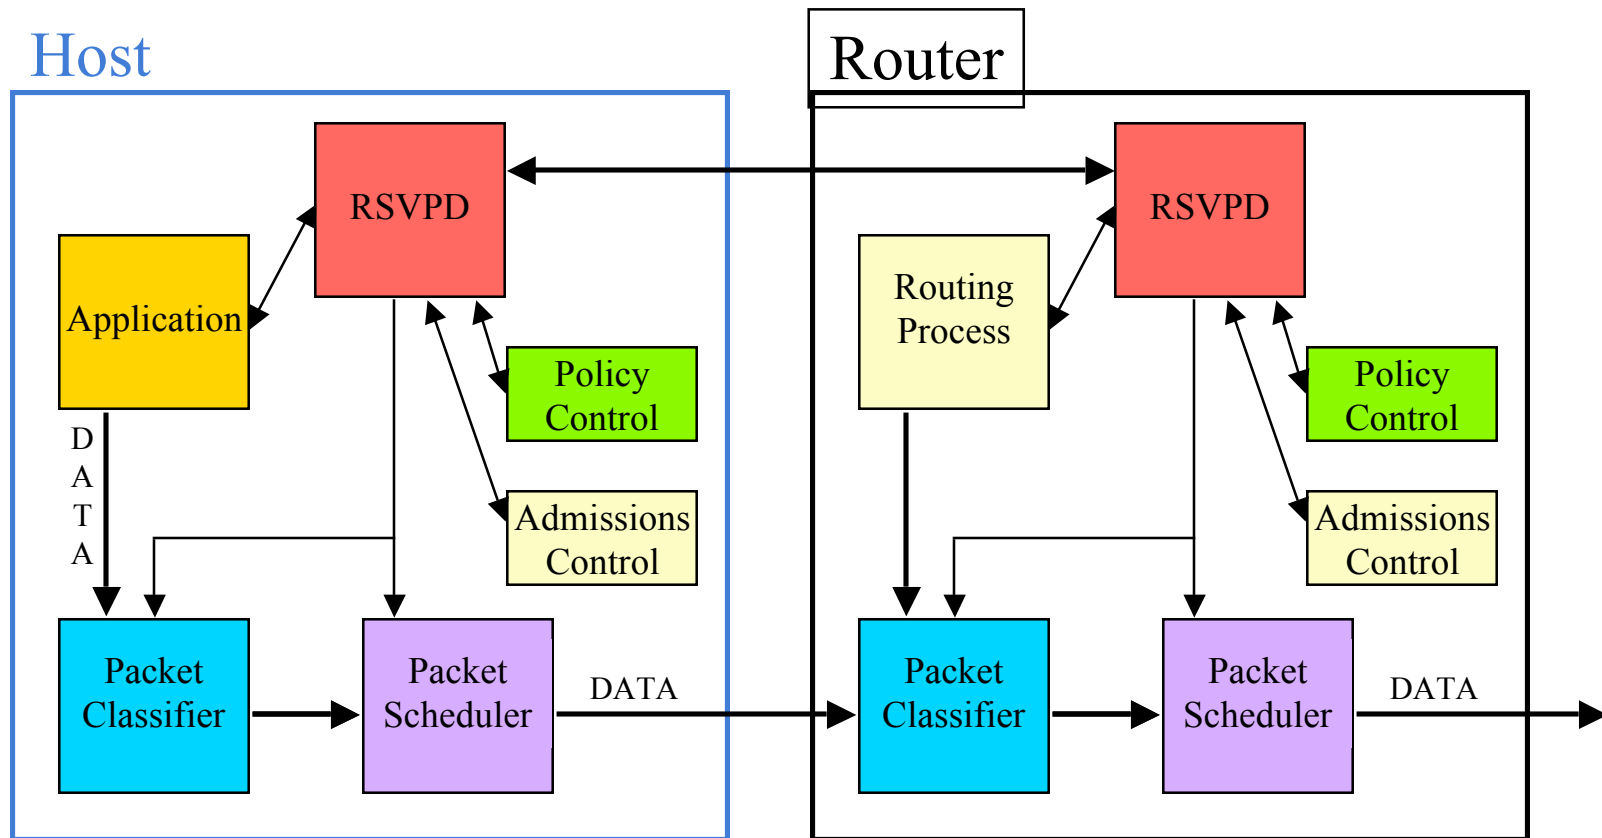 Host
Router
RSVPD
Application
Policy
Control
Admissions
Control
D
A
T
A
Packet
Classifier
Packet
Scheduler
DATA
RSVPD
Routing
Process
Policy
Control
Admissions
Control
Packet
Classifier
Packet
Scheduler
DATA